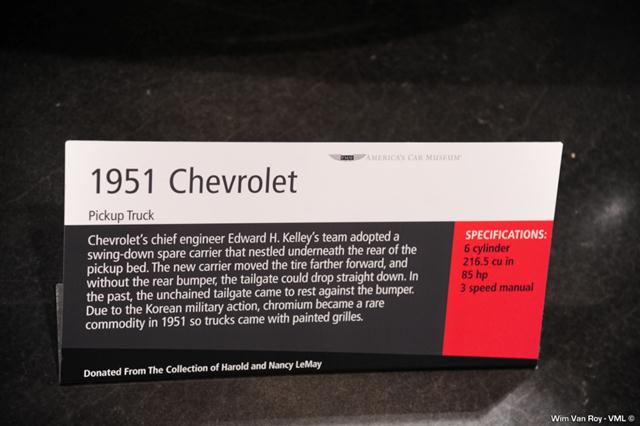 AMERICA'S CAR MUSEUM
1951 Chevrolet
Pickup Truck
Chevrolet's chief engineer Edward H. Kelley's team adopted a
swing-down spare carrier that nestled underneath the rear of the
pickup bed. The new carrier moved the tire farther forward, and
without the rear bumper, the tailgate could drop straight down. In
the past, the unchained tailgate came to rest against the bumper.
Due to the Korean military action, chromium became a rare
commodity in 1951 so trucks came with painted grilles.
SPECIFICATIONS:
6 cylinder
216.5 cu in
85 hp
3 speed manual
Donated From The Collection of Harold and Nancy LeMay
Wim Van Roy - VML ©